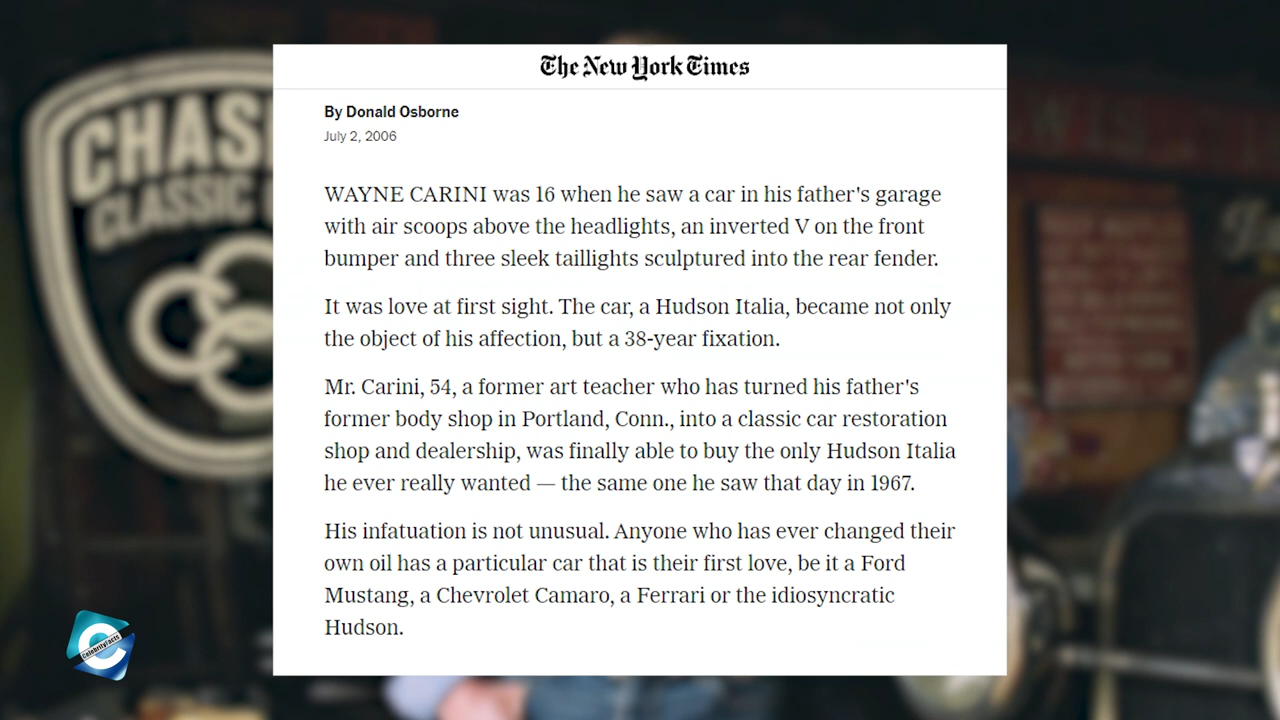 The New York Times
By Donald Osborne
July 2, 2006
WAYNE CARINI was 16 when he saw a car in his father's garage
with air scoops above the headlights, an inverted V on the front
bumper and three sleek taillights sculptured into the rear fender.
It was love at first sight. The car, a Hudson Italia, became not only
the object of his affection, but a 38-year fixation.
Mr. Carini, 54, a former art teacher who has turned his father's
former body shop in Portland, Conn., into a classic car restoration
shop and dealership, was finally able to buy the only Hudson Italia
he ever really wanted — the same one he saw that day in 1967.
His infatuation is not unusual. Anyone who has ever changed their
own oil has a particular car that is their first love, be it a Ford
Mustang, a Chevrolet Camaro, a Ferrari or the idiosyncratic
Hudson.
CHAS
CLASSIC
CelebrityFacts